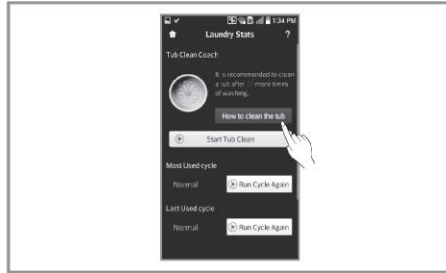 1:34 PM
Laundry Stats ?
Tub Clean Coach
It is recommended to clean
a tub after more times
of washing.
How to clean the tub
Start Tub Clean
Most Used cycle
Normal Run Cycle Again
Last Used cycle
Normal Run Cycle Again